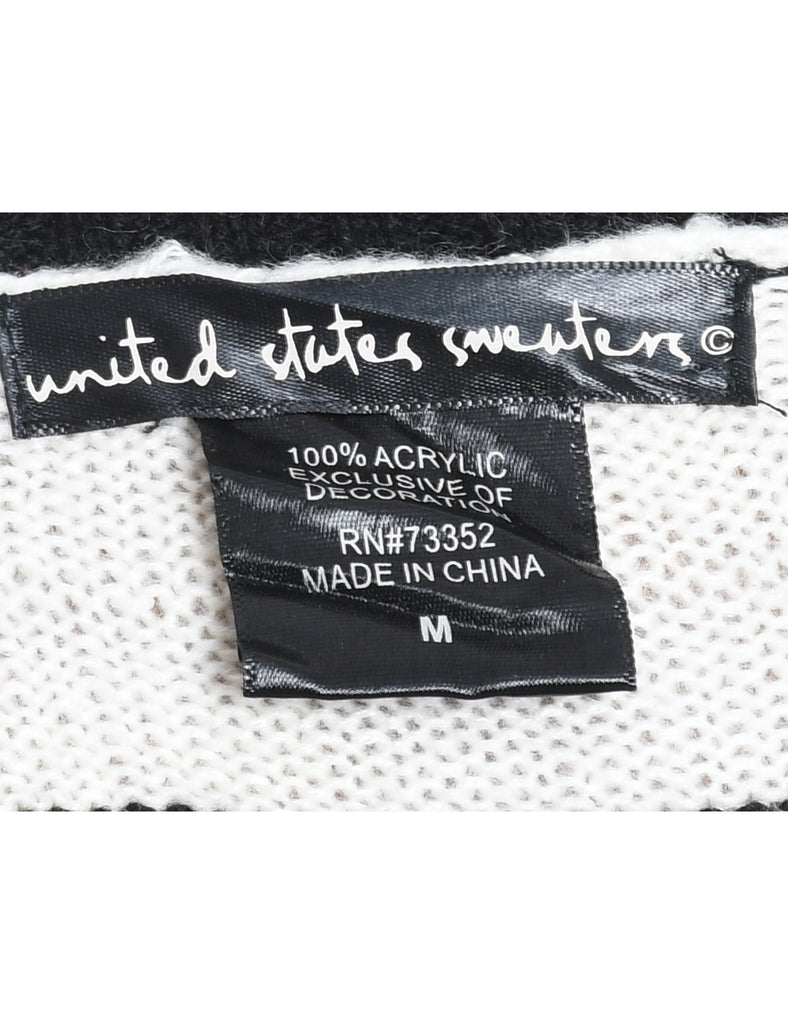 united states sweaters©
100% ACRYLIC
EXCLUSIVE OF
DECORATION
RN#73352
MADE IN CHINA
M